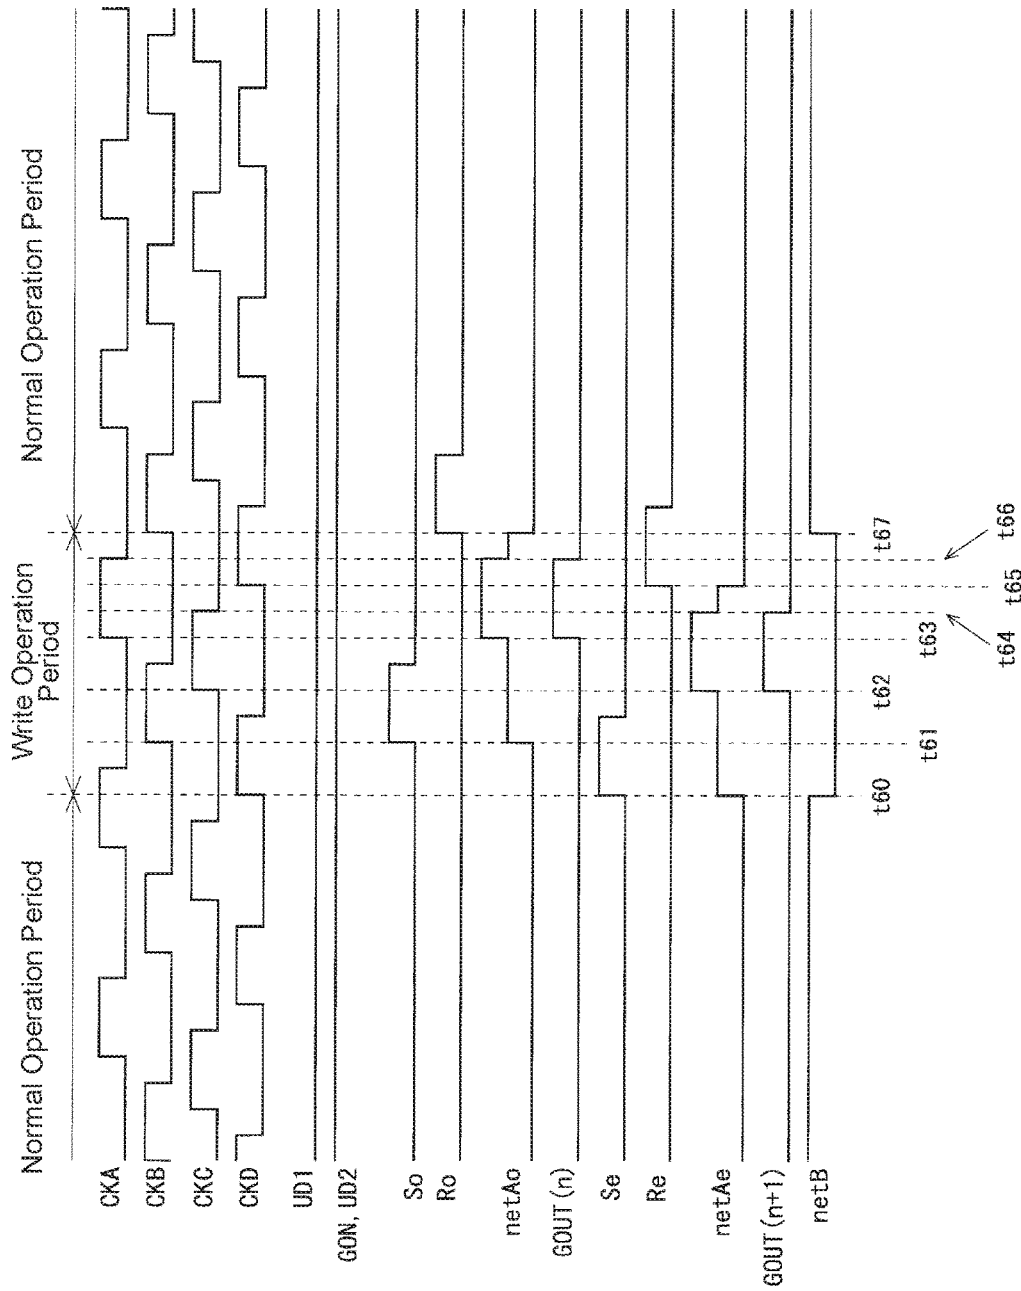 Normal Operation Period
Write Operation
Period
Normal Operation Period
CKA
CKB
CKC
CKD
UD1
GON, UD2
So
Ro
netAo
GOUT(n)
Se
Re
netAe
GOUT(n+1)
netB
t60
t61
t62
t63
t64
t65
t66
t67